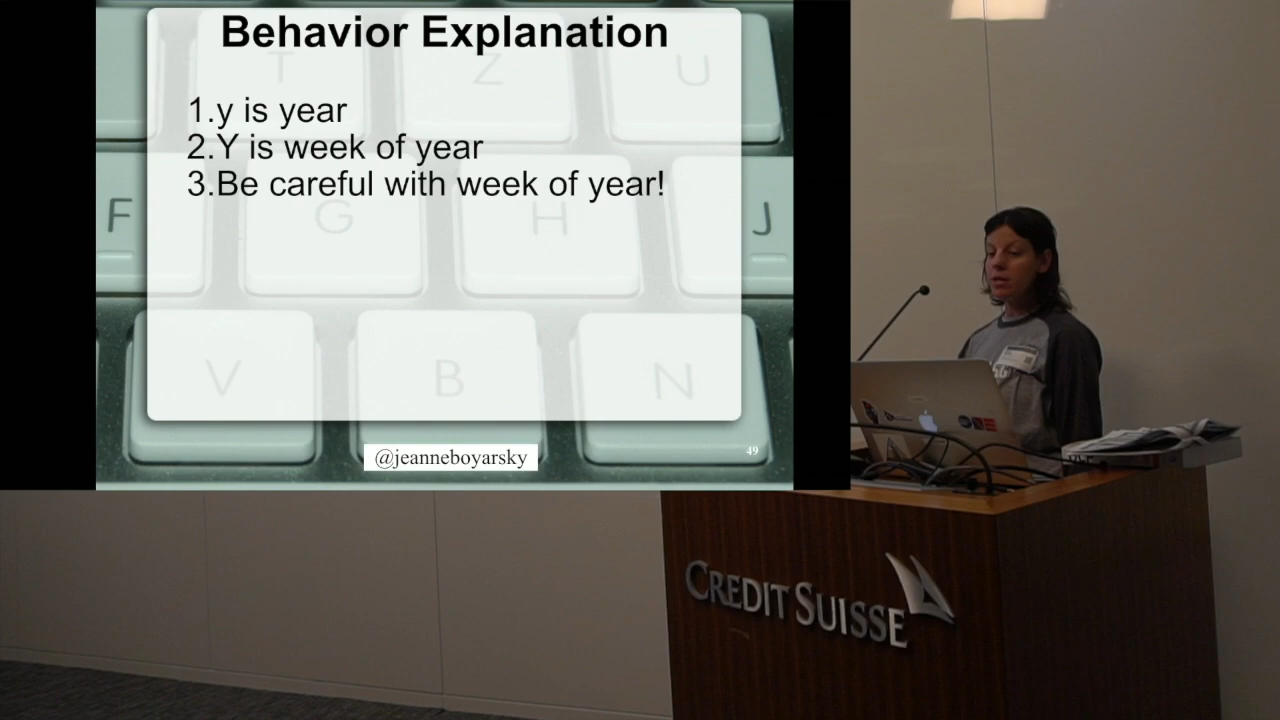 Behavior Explanation
1.y is year
2.Y is week of year
3.Be careful with week of year!
T Z U
F G H J
V B N
@jeanneboyarsky
49
CREDIT SUISSE